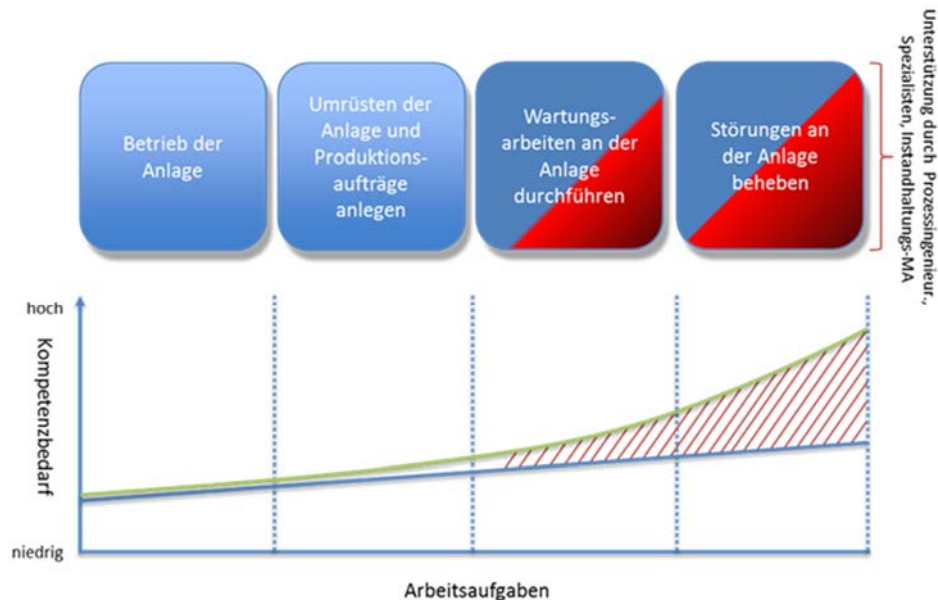 Betrieb der
Anlage
Umrüsten der
Anlage und
Produktions-
aufträge
anlegen
Wartungs-
arbeiten an der
Anlage
durchführen
Störungen an
der Anlage
beheben
Unterstützung durch Prozessingenieur.,
Spezialisten, Instandhaltungs-MA
hoch
Kompetenzbedarf
niedrig
Arbeitsaufgaben